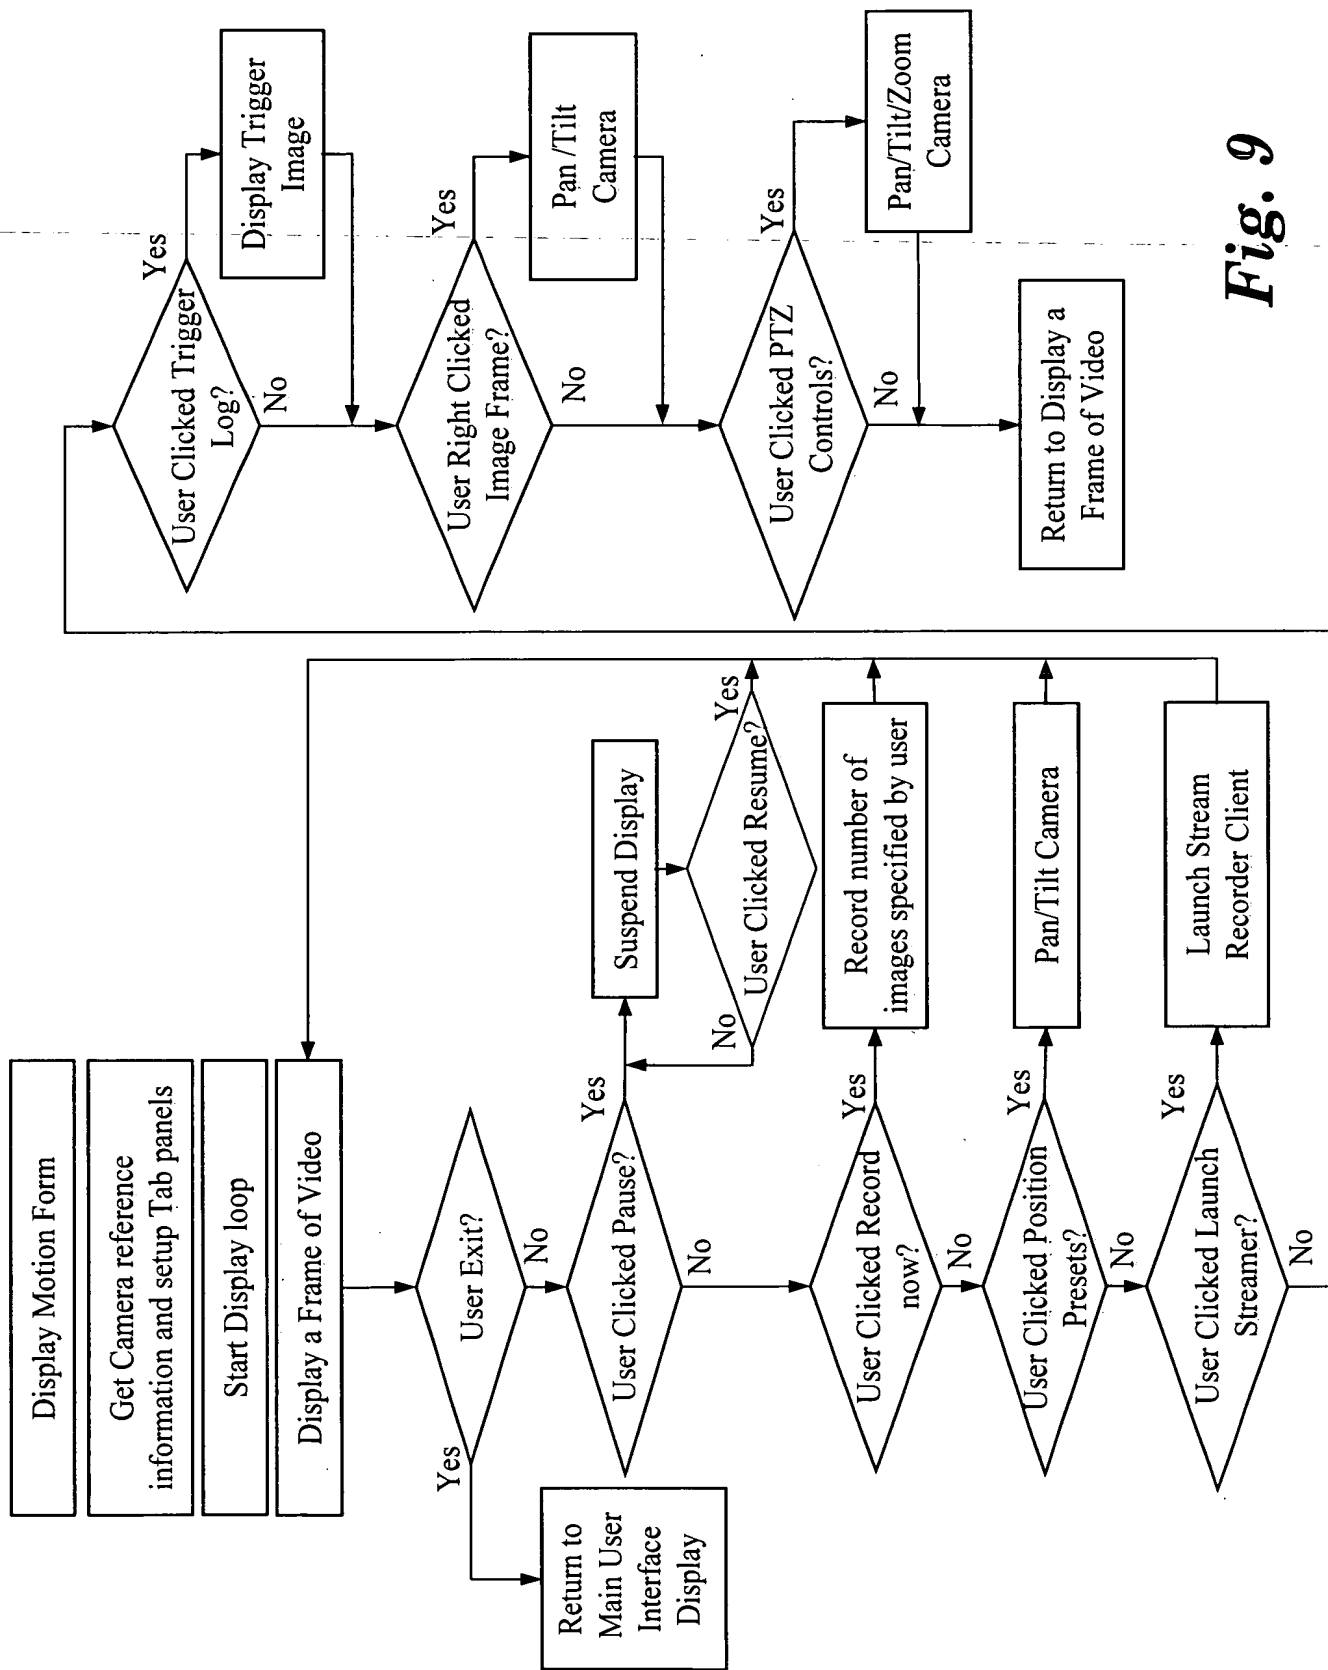 Display Motion Form
Get Camera reference
information and setup Tab panels
Start Display loop
Display a Frame of Video
User Exit?
Yes
No
Return to
Main User
Interface
Display
User Clicked Pause?
Yes
No
Suspend Display
User Clicked Resume?
No
Yes
User Clicked Record
now?
Yes
No
Record number of
images specified by user
User Clicked Position
Presets?
Yes
No
Pan/Tilt Camera
User Clicked Launch
Streamer?
Yes
No
Launch Stream
Recorder Client
User Clicked Trigger
Log?
Yes
No
Display Trigger
Image
User Right Clicked
Image Frame?
Yes
No
Pan /Tilt
Camera
User Clicked PTZ
Controls?
Yes
No
Pan/Tilt/Zoom
Camera
Return to Display a
Frame of Video
Fig. 9